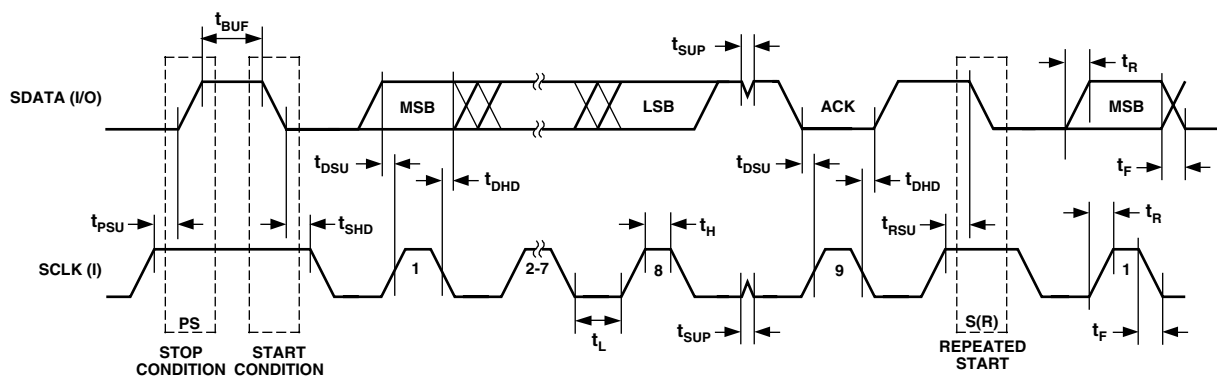 tBUF
tSUP
tR
SDATA (I/O)
MSB
LSB
ACK
MSB
tDSU
tDHD
tDSU
tDHD
tF
tPSU
tSHD
tH
tRSU
tR
SCLK (I)
1
2-7
8
9
1
PS
tL
tSUP
S(R)
tF
STOP
CONDITION
START
CONDITION
REPEATED
START